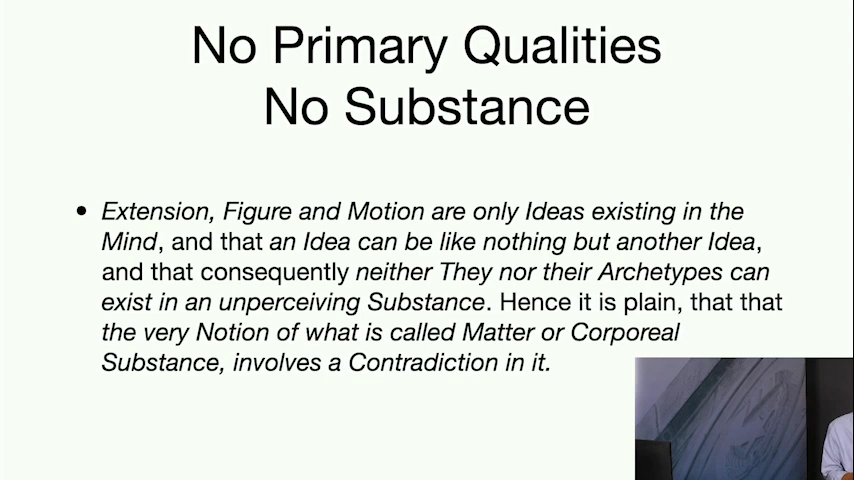 No Primary Qualities
No Substance
• Extension, Figure and Motion are only Ideas existing in the
Mind, and that an Idea can be like nothing but another Idea,
and that consequently neither They nor their Archetypes can
exist in an unperceiving Substance. Hence it is plain, that that
the very Notion of what is called Matter or Corporeal
Substance, involves a Contradiction in it.